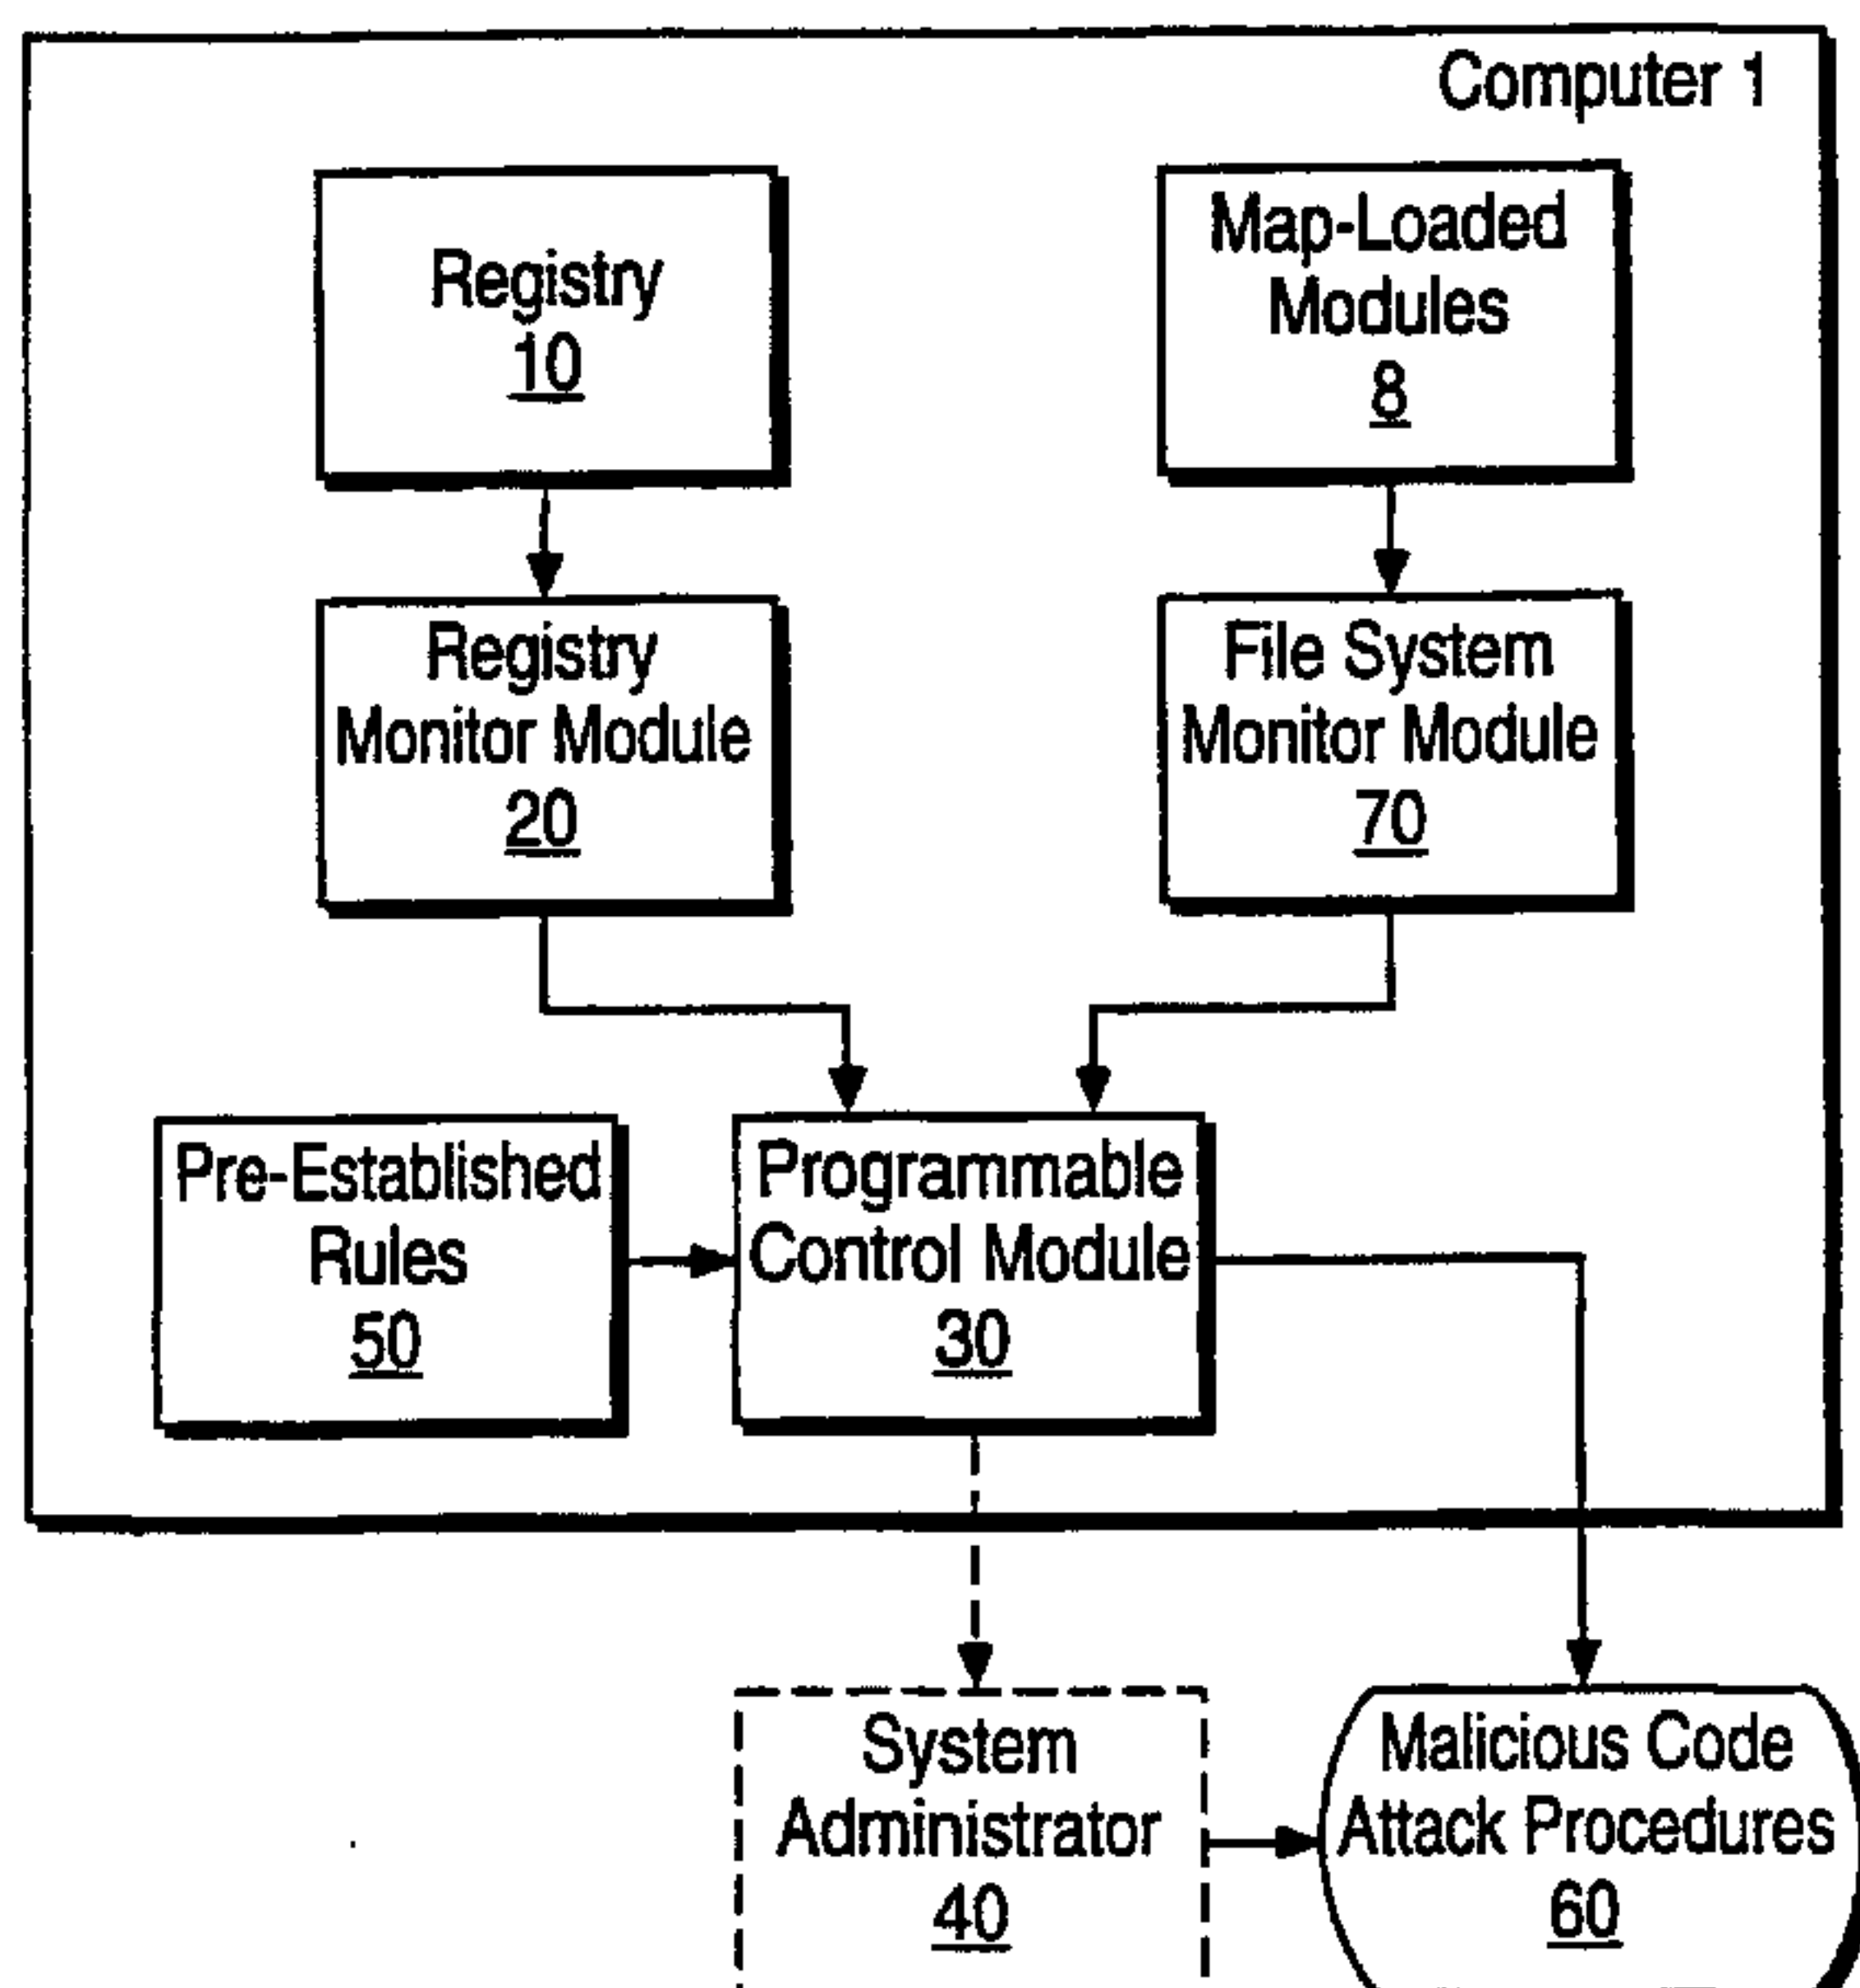 Computer 1
Registry
10
Map-Loaded
Modules
8
Registry
Monitor Module
20
File System
Monitor Module
70
Pre-Established
Rules
50
Programmable
Control Module
30
System
Administrator
40
Malicious Code
Attack Procedures
60